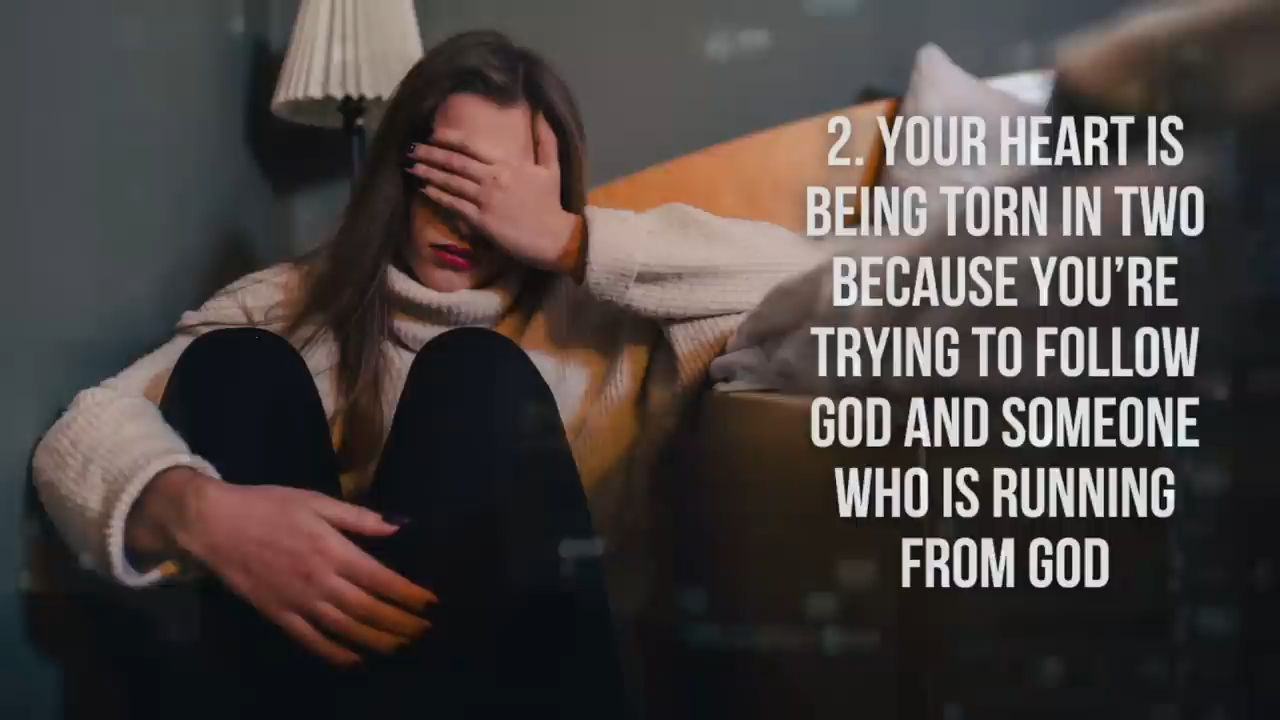 2. YOUR HEART IS
BEING TORN IN TWO
BECAUSE YOU’RE
TRYING TO FOLLOW
GOD AND SOMEONE
WHO IS RUNNING
FROM GOD